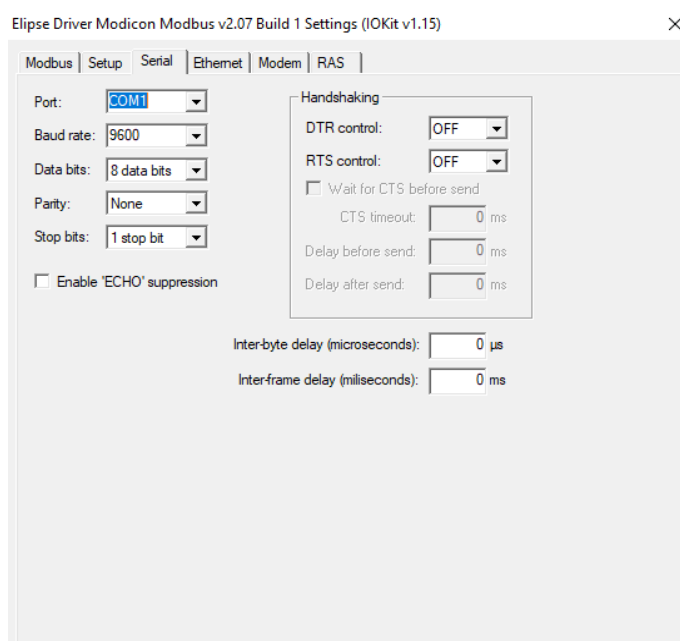 Elipse Driver Modicon Modbus v2.07 Build 1 Settings (IOKit v1.15)
Modbus Setup Serial Ethernet Modem RAS
Port: COM1
Baud rate: 9600
Data bits: 8 data bits
Parity: None
Stop bits: 1 stop bit
Enable 'ECHO' suppression
Handshaking
DTR control: OFF
RTS control: OFF
Wait for CTS before send
CTS timeout: 0 ms
Delay before send: 0 ms
Delay after send: 0 ms
Inter-byte delay (microseconds): 0 µs
Inter-frame delay (miliseconds): 0 ms